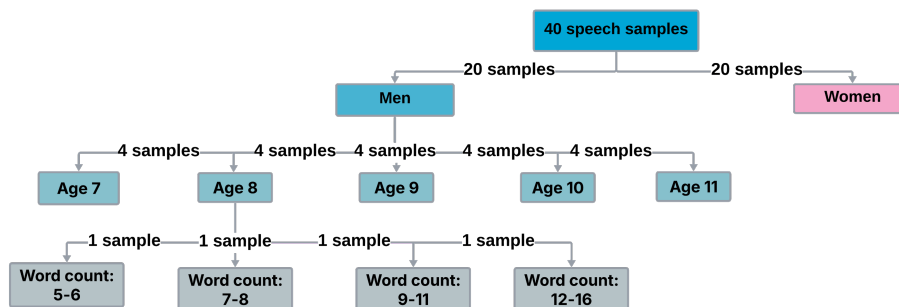 40 speech samples
20 samples
20 samples
Men
Women
4 samples
4 samples
4 samples
4 samples
4 samples
Age 7
Age 8
Age 9
Age 10
Age 11
1 sample
1 sample
1 sample
1 sample
Word count:
5-6
Word count:
7-8
Word count:
9-11
Word count:
12-16